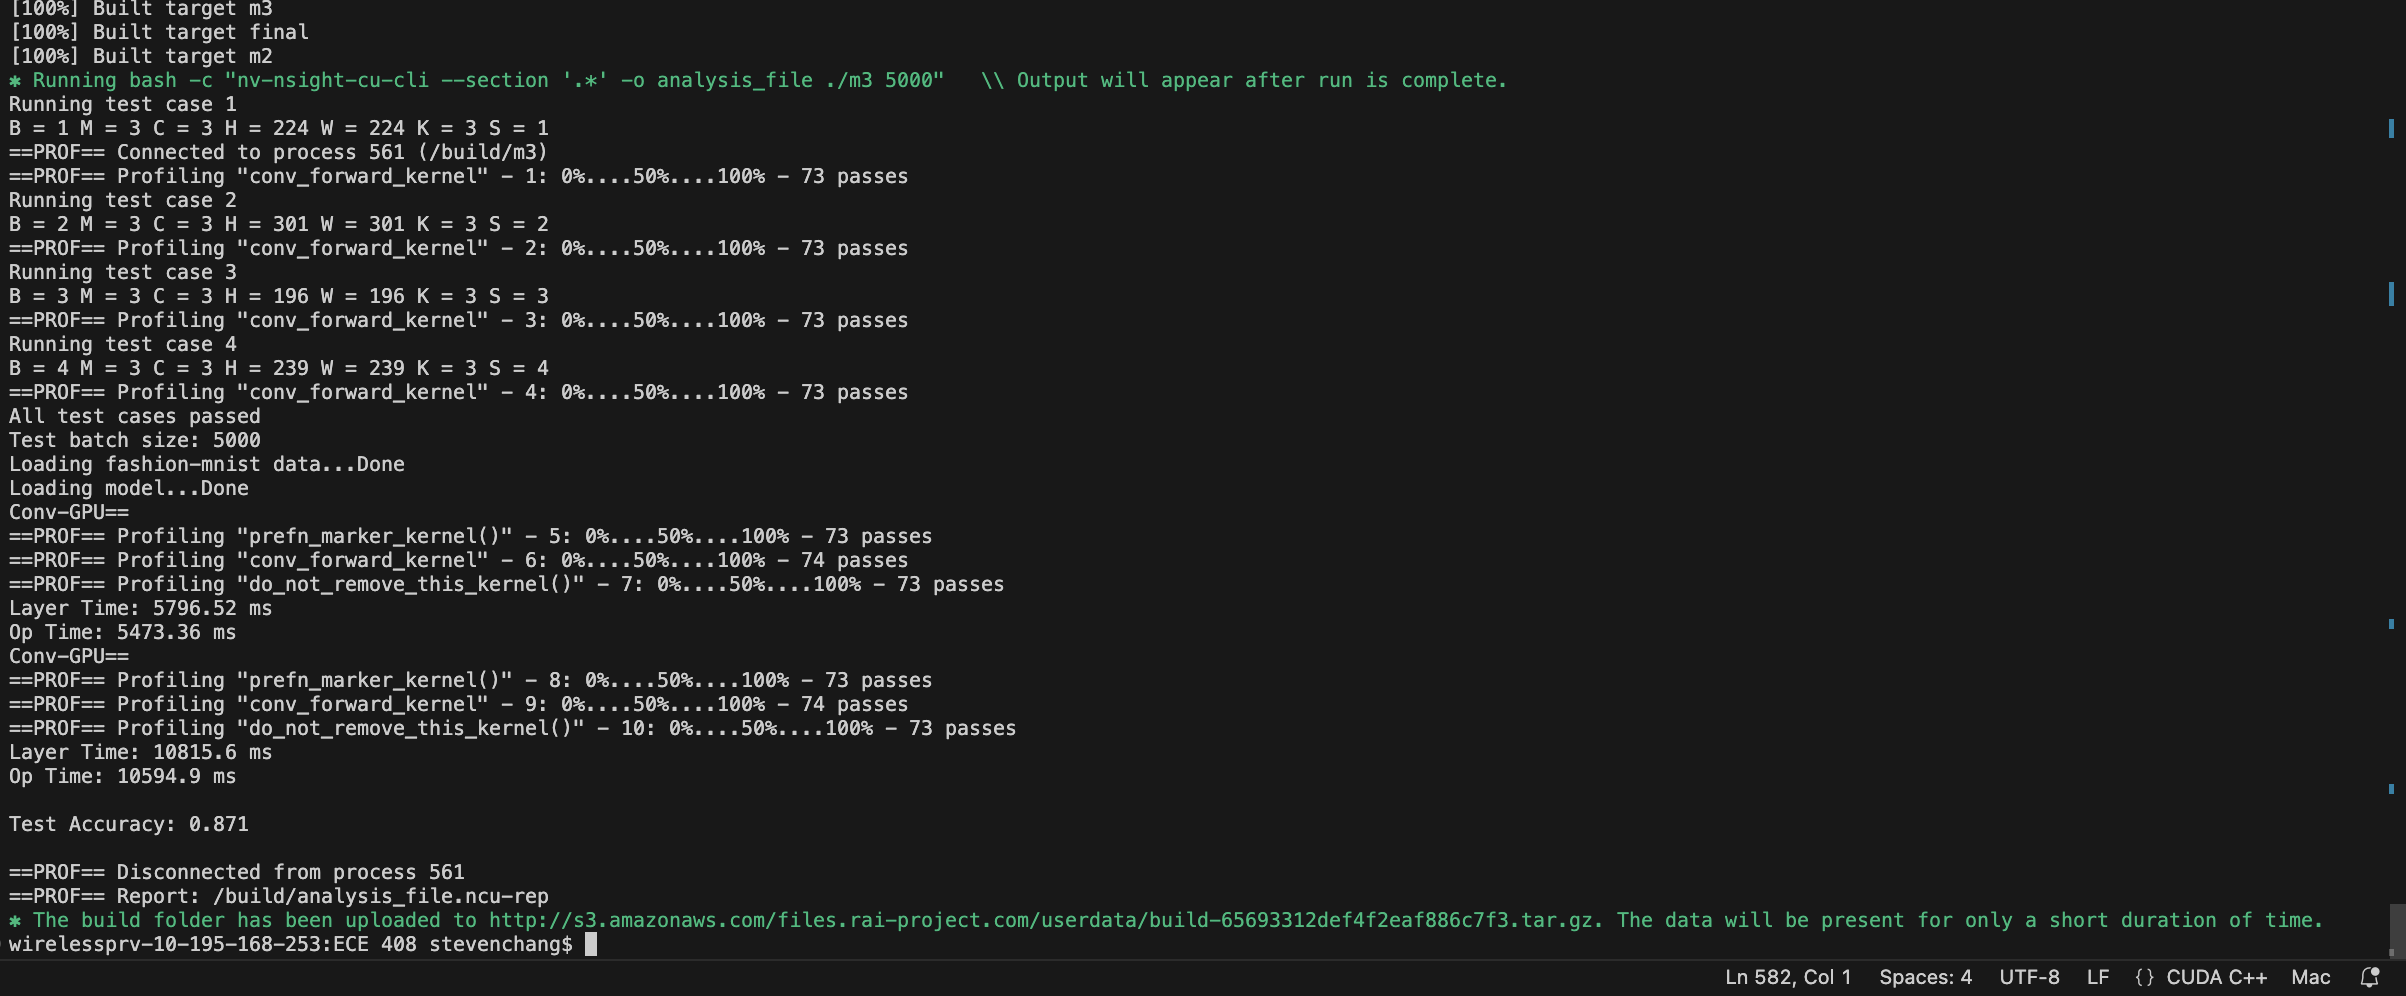 [100%] Built target m3
[100%] Built target final
[100%] Built target m2
✱ Running bash -c "nv-nsight-cu-cli --section '.*' -o analysis_file ./m3 5000"   \\ Output will appear after run is complete.
Running test case 1
B = 1 M = 3 C = 3 H = 224 W = 224 K = 3 S = 1
==PROF== Connected to process 561 (/build/m3)
==PROF== Profiling "conv_forward_kernel" - 1: 0%....50%....100% - 73 passes
Running test case 2
B = 2 M = 3 C = 3 H = 301 W = 301 K = 3 S = 2
==PROF== Profiling "conv_forward_kernel" - 2: 0%....50%....100% - 73 passes
Running test case 3
B = 3 M = 3 C = 3 H = 196 W = 196 K = 3 S = 3
==PROF== Profiling "conv_forward_kernel" - 3: 0%....50%....100% - 73 passes
Running test case 4
B = 4 M = 3 C = 3 H = 239 W = 239 K = 3 S = 4
==PROF== Profiling "conv_forward_kernel" - 4: 0%....50%....100% - 73 passes
All test cases passed
Test batch size: 5000
Loading fashion-mnist data...Done
Loading model...Done
Conv-GPU==
==PROF== Profiling "prefn_marker_kernel()" - 5: 0%....50%....100% - 73 passes
==PROF== Profiling "conv_forward_kernel" - 6: 0%....50%....100% - 74 passes
==PROF== Profiling "do_not_remove_this_kernel()" - 7: 0%....50%....100% - 73 passes
Layer Time: 5796.52 ms
Op Time: 5473.36 ms
Conv-GPU==
==PROF== Profiling "prefn_marker_kernel()" - 8: 0%....50%....100% - 73 passes
==PROF== Profiling "conv_forward_kernel" - 9: 0%....50%....100% - 74 passes
==PROF== Profiling "do_not_remove_this_kernel()" - 10: 0%....50%....100% - 73 passes
Layer Time: 10815.6 ms
Op Time: 10594.9 ms
Test Accuracy: 0.871
==PROF== Disconnected from process 561
==PROF== Report: /build/analysis_file.ncu-rep
✱ The build folder has been uploaded to http://s3.amazonaws.com/files.rai-project.com/userdata/build-65693312def4f2eaf886c7f3.tar.gz. The data will be present for only a short duration of time.
wirelessprv-10-195-168-253:ECE 408 stevenchang$
Ln 582, Col 1 Spaces: 4 UTF-8 LF {} CUDA C++ Mac